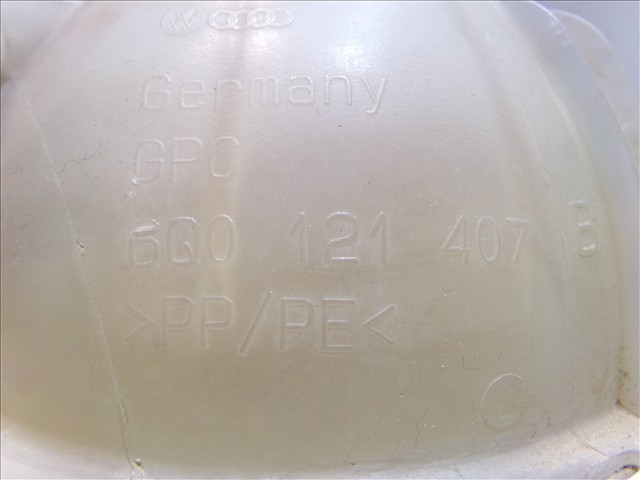 Germany
GPC
6Q0 121 407 B
>PP/PE<